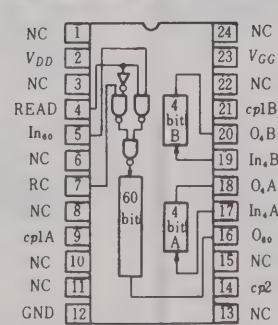 NC 1
V_DD 2
NC 3
READ 4
In₆₀ 5
NC 6
RC 7
NC 8
cp1A 9
NC 10
NC 11
GND 12
4 bit B
60 bit
4 bit A
24 NC
23 V_GG
22 NC
21 cp1B
20 O₄B
19 In₄B
18 O₄A
17 In₄A
16 O₆₀
15 NC
14 cp2
13 NC